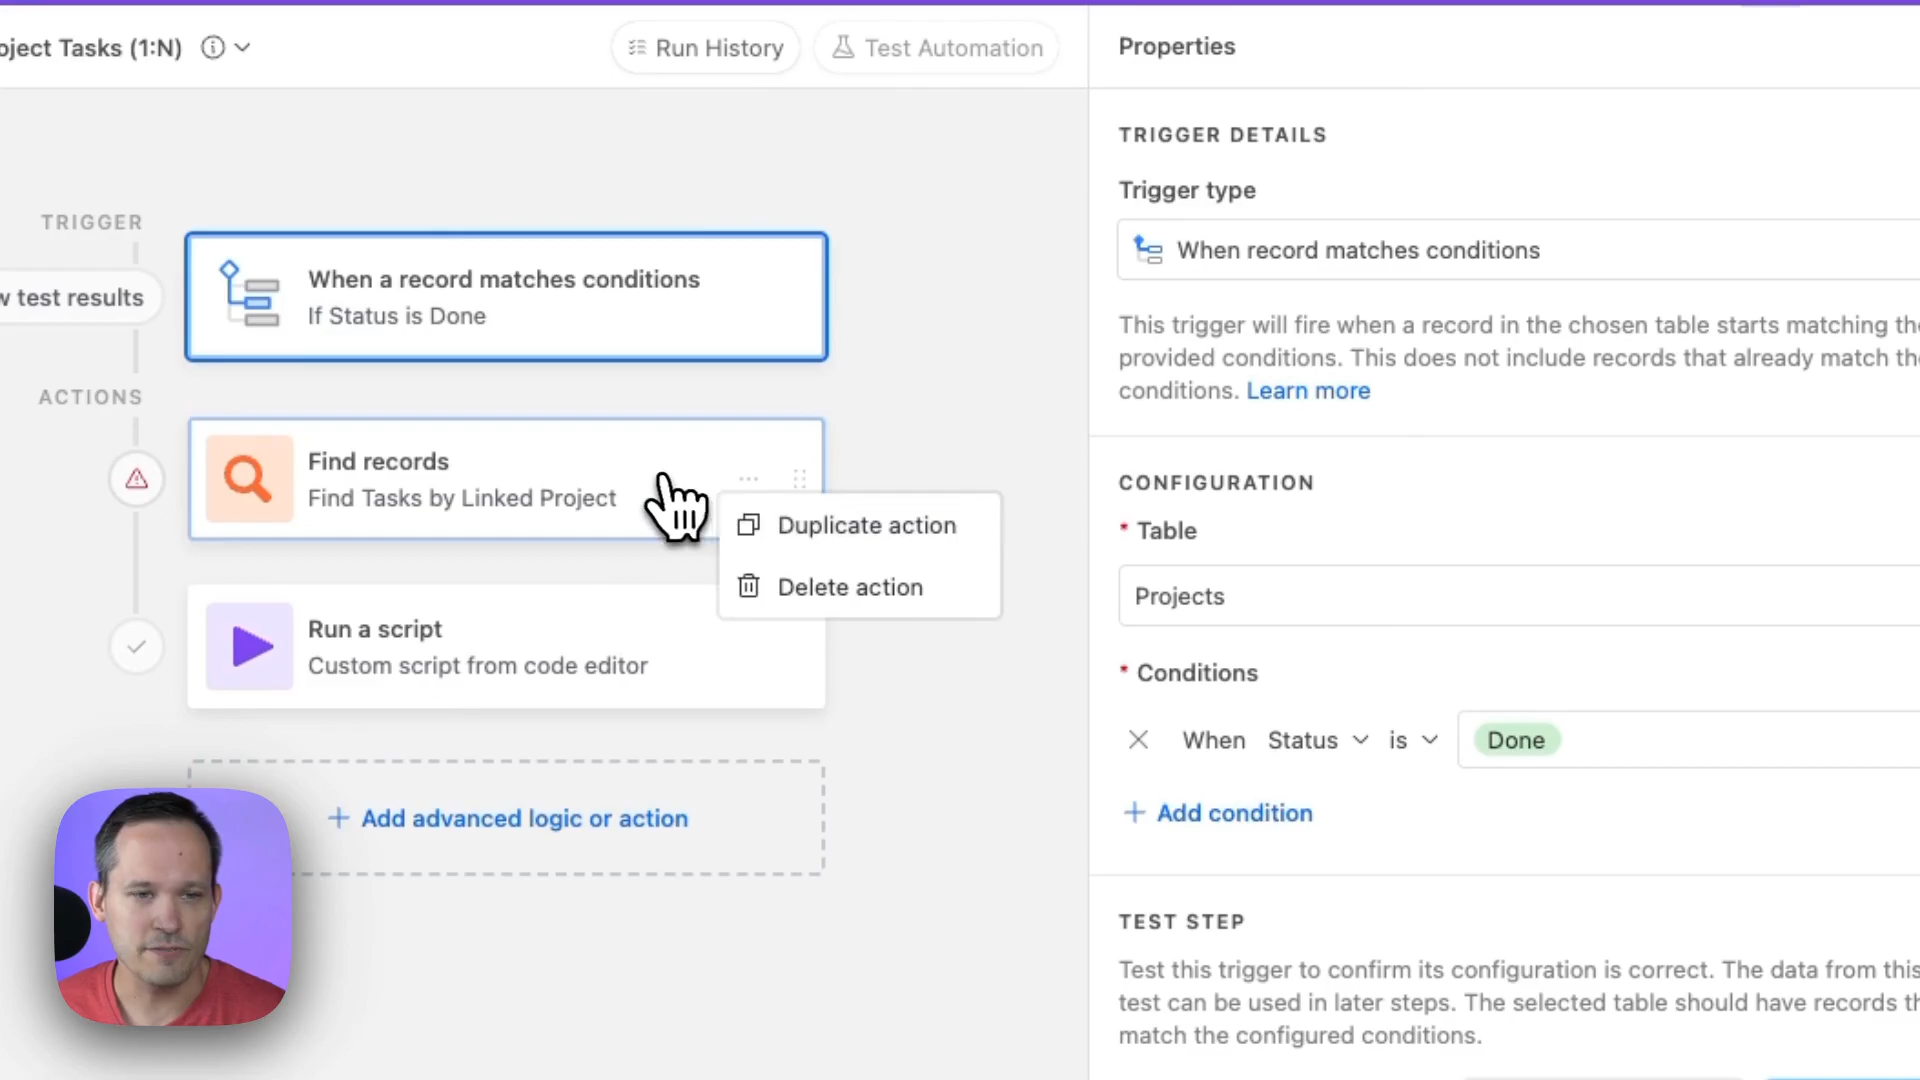 oject Tasks (1:N)
Run History
Test Automation
Properties
TRIGGER DETAILS
Trigger type
When record matches conditions
This trigger will fire when a record in the chosen table starts matching the
provided conditions. This does not include records that already match the
conditions. Learn more
TRIGGER
w test results
When a record matches conditions
If Status is Done
ACTIONS
Find records
Find Tasks by Linked Project
Duplicate action
Delete action
Run a script
Custom script from code editor
+ Add advanced logic or action
CONFIGURATION
* Table
Projects
* Conditions
When Status is Done
+ Add condition
TEST STEP
Test this trigger to confirm its configuration is correct. The data from this
test can be used in later steps. The selected table should have records th
match the configured conditions.